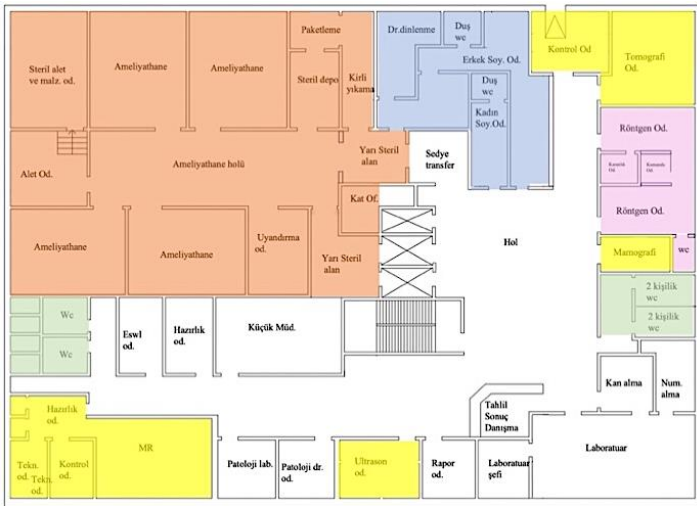 Steril alet
ve malz. od.
Ameliyathane
Ameliyathane
Paketleme
Steril depo
Kirli
yıkama
Dr.dinlenme
Duş
wc
Erkek Soy. Od.
Duş
wc
Kadın
Soy.Od.
Kontrol Od
Tomografi
Od.
Röntgen Od.
Karanlık
Od.
Od.
Röntgen Od.
Alet Od.
Ameliyathane holü
Yarı Steril
alan
Sedye
transfer
Kat Of.
Hol
Mamografi
wc
Ameliyathane
Ameliyathane
Uyandırma
od.
Yarı Steril
alan
2 kişilik
wc
2 kişilik
wc
Wc
Wc
Eswl
od.
Hazırlık
od.
Küçük Müd.
Kan alma
Num.
alma
Hazırlık
od.
MR
Tekn.
od.
Tekn.
od.
Kontrol
od.
Patoloji lab.
Patoloji dr.
od.
Ultrason
od.
Rapor
od.
Tahlil
Sonuç
Danışma
Laboratuar
şefi
Laboratuar